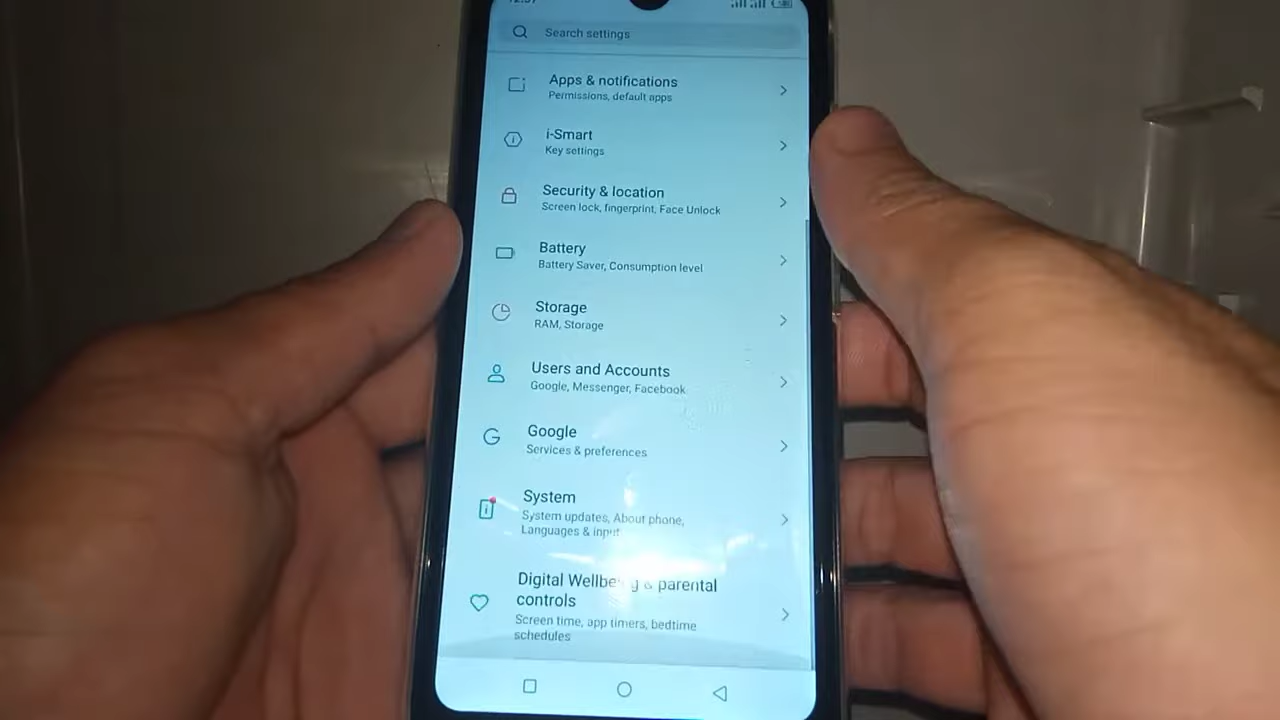 Search settings
Apps & notifications
Permissions, default apps
i-Smart
Key settings
Security & location
Screen lock, fingerprint, Face Unlock
Battery
Battery Saver, Consumption level
Storage
RAM, Storage
Users and Accounts
Google, Messenger, Facebook
Google
Services & preferences
System
System updates, About phone,
Languages & input
Digital Wellbeing & parental
controls
Screen time, app timers, bedtime
schedules